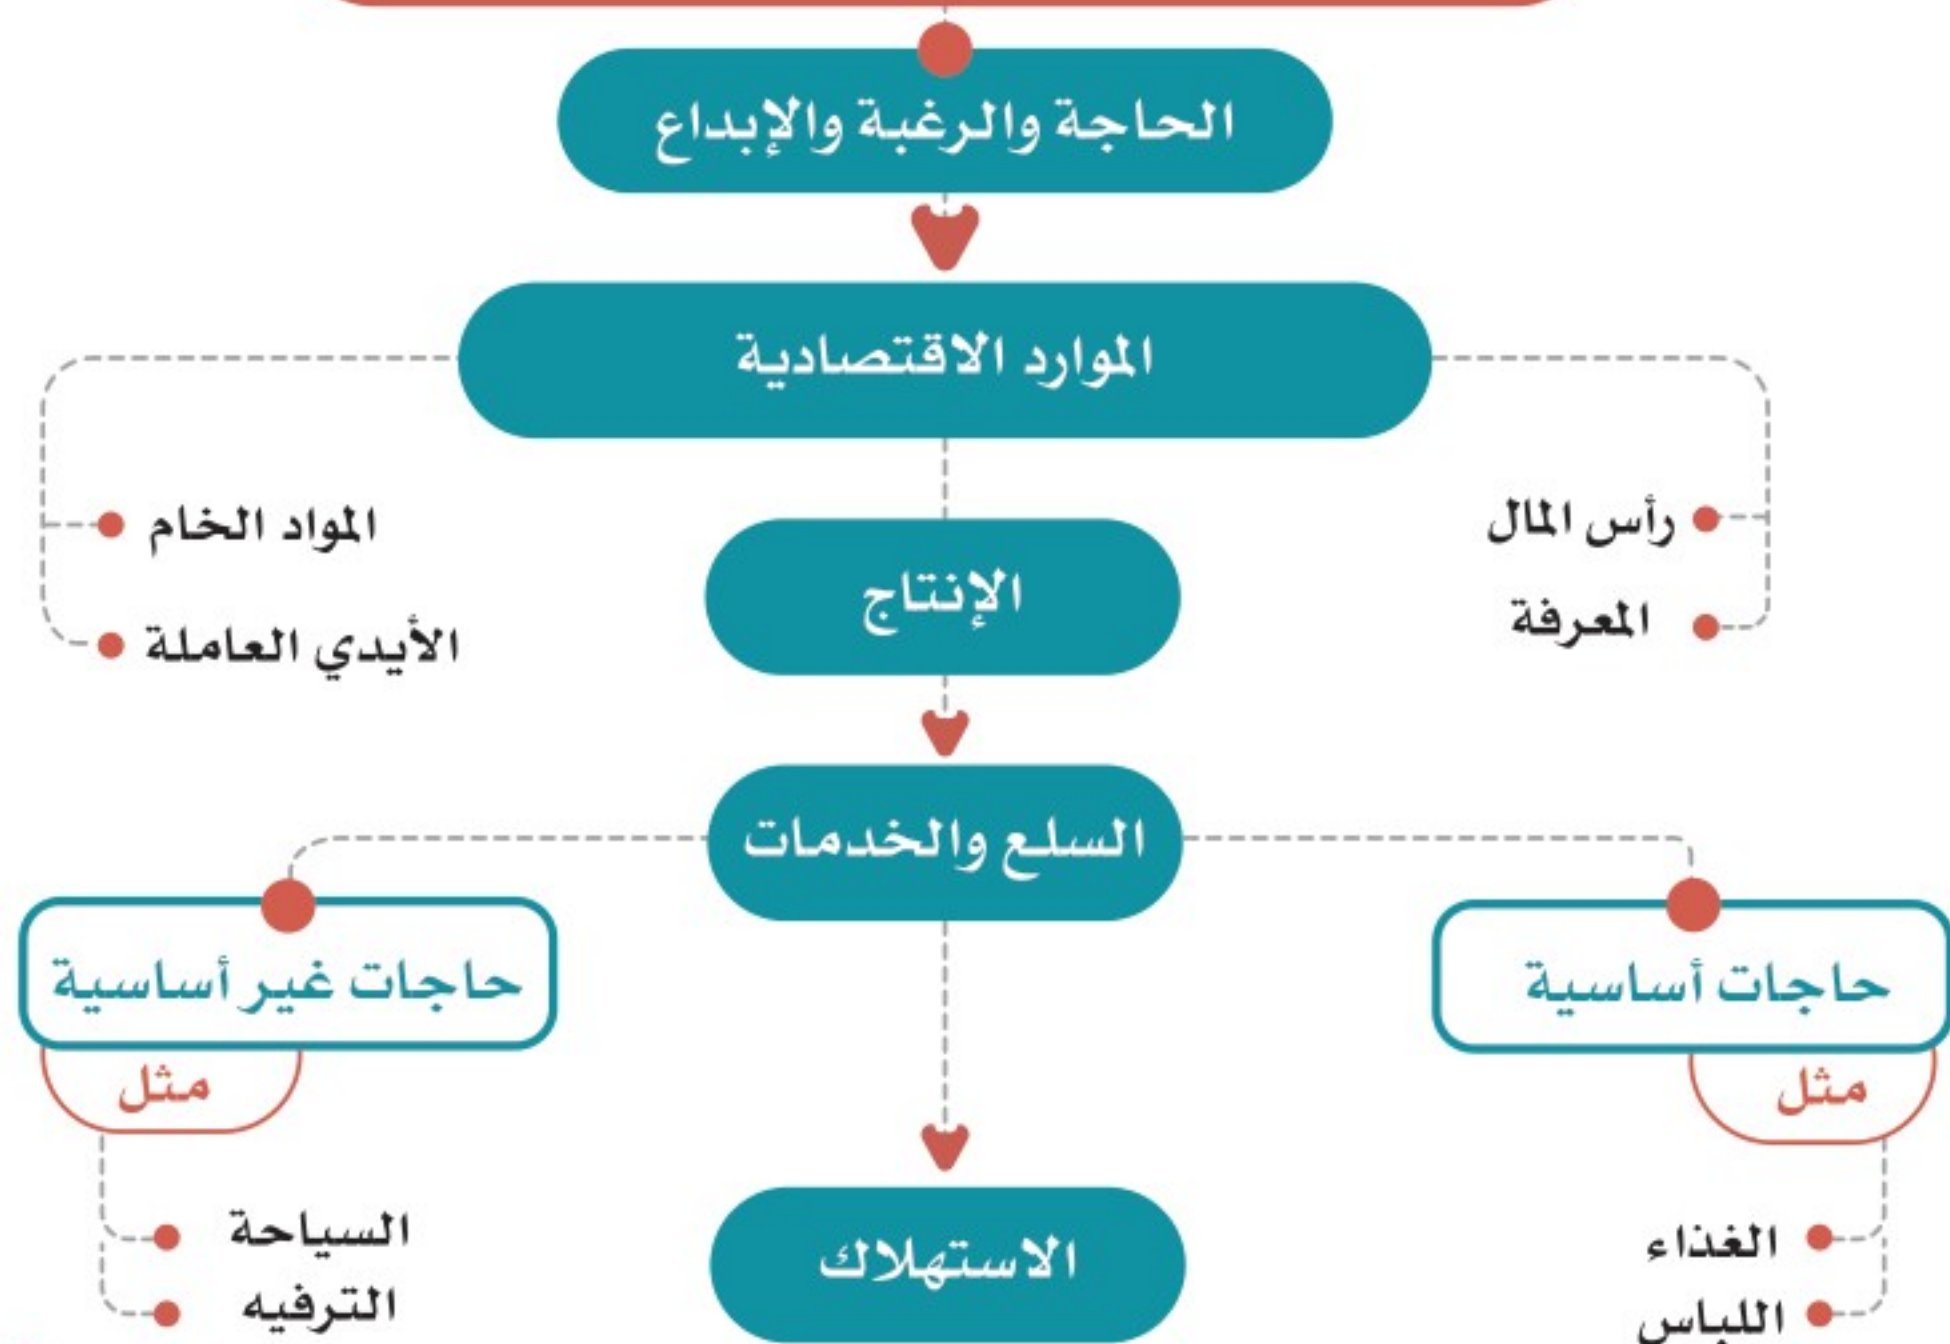 الحاجة والرغبة والإبداع
الموارد الاقتصادية
رأس المال
المعرفة
المواد الخام
الأيدي العاملة
الإنتاج
السلع والخدمات
حاجات أساسية
مثل
الغذاء
اللباس
حاجات غير أساسية
مثل
السياحة
الترفيه
الاستهلاك